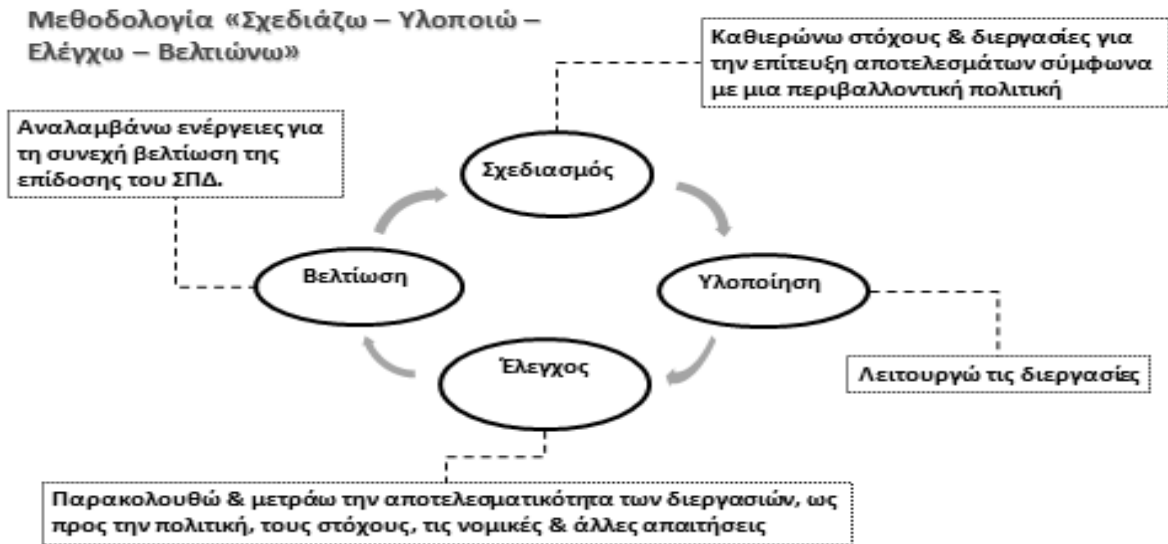 Μεθοδολογία «Σχεδιάζω – Υλοποιώ –
Ελέγχω – Βελτιώνω»
Καθιερώνω στόχους & διεργασίες για
την επίτευξη αποτελεσμάτων σύμφωνα
με μια περιβαλλοντική πολιτική
Αναλαμβάνω ενέργειες για
τη συνεχή βελτίωση της
επίδοσης του ΣΠΔ.
Σχεδιασμός
Βελτίωση
Υλοποίηση
Έλεγχος
Λειτουργώ τις διεργασίες
Παρακολουθώ & μετράω την αποτελεσματικότητα των διεργασιών, ως
προς την πολιτική, τους στόχους, τις νομικές & άλλες απαιτήσεις